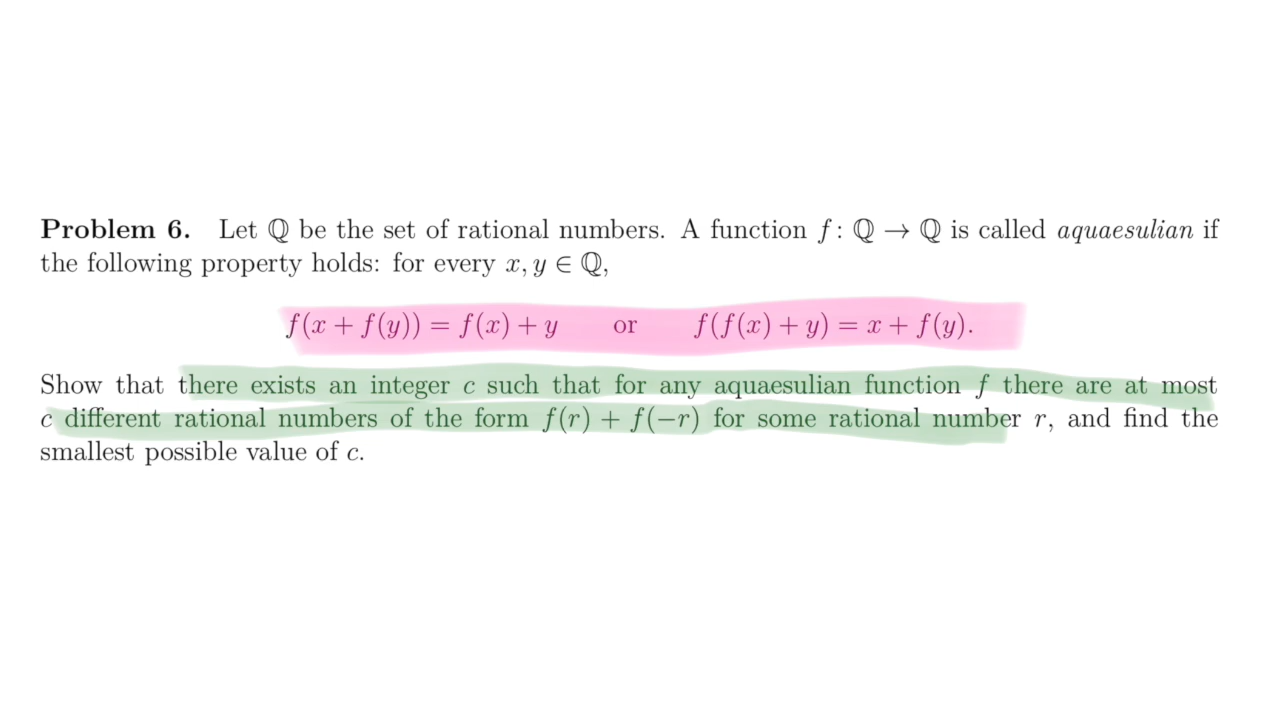 Problem 6. Let ℚ be the set of rational numbers. A function f: ℚ → ℚ is called aquaesulian if
the following property holds: for every x, y ∈ ℚ,
f(x + f(y)) = f(x) + y or f(f(x) + y) = x + f(y).
Show that there exists an integer c such that for any aquaesulian function f there are at most
c different rational numbers of the form f(r) + f(−r) for some rational number r, and find the
smallest possible value of c.